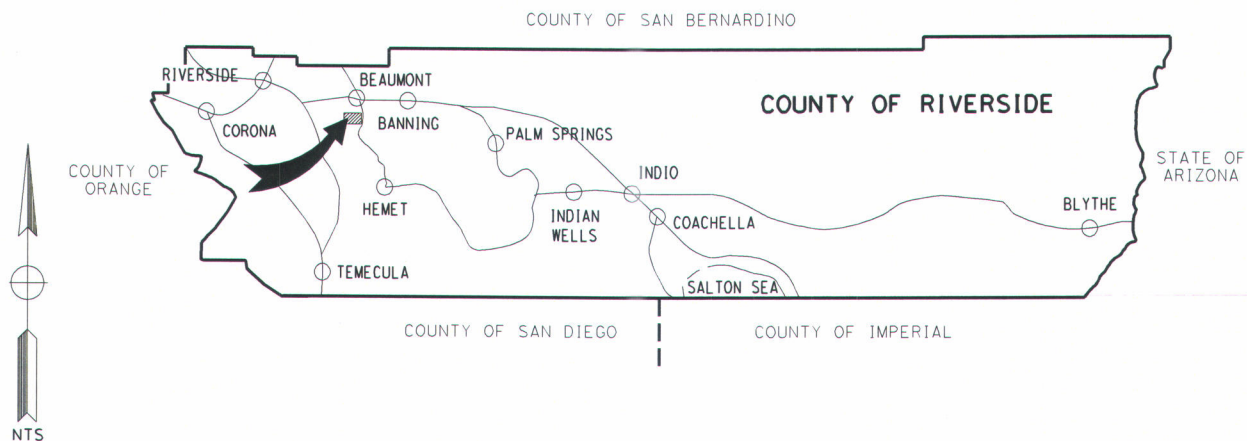 COUNTY OF SAN BERNARDINO
RIVERSIDE
BEAUMONT
COUNTY OF RIVERSIDE
CORONA
BANNING
PALM SPRINGS
COUNTY OF
ORANGE
STATE OF
ARIZONA
INDIO
HEMET
INDIAN
WELLS
COACHELLA
BLYTHE
TEMECULA
SALTON SEA
COUNTY OF SAN DIEGO
COUNTY OF IMPERIAL
NTS